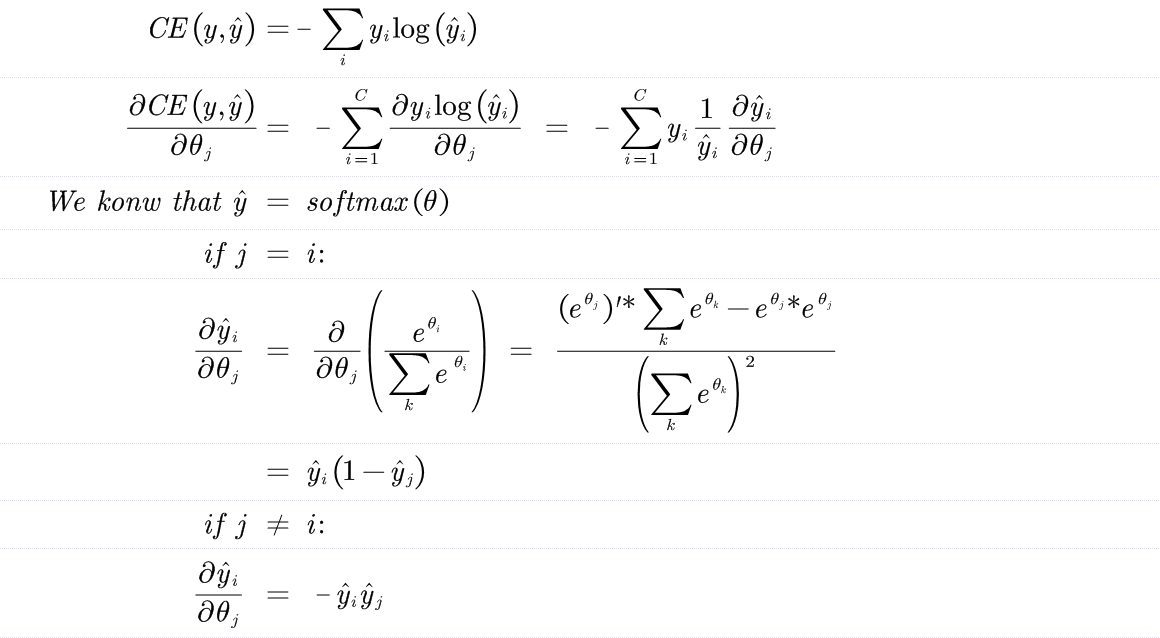 CE(y,ŷ) = − ∑_i y_i log(ŷ_i)
∂CE(y,ŷ)/∂θ_j = − ∑_{i=1}^{C} ∂y_i log(ŷ_i)/∂θ_j = − ∑_{i=1}^{C} y_i 1/ŷ_i ∂ŷ_i/∂θ_j
We konw that ŷ = softmax(θ)
if j = i:
∂ŷ_i/∂θ_j = ∂/∂θ_j (e^{θ_i}/∑_k e^{θ_i}) = ((e^{θ_j})′* ∑_k e^{θ_k} − e^{θ_j}*e^{θ_j})/(∑_k e^{θ_k})^2
= ŷ_i(1 − ŷ_j)
if j ≠ i:
∂ŷ_i/∂θ_j = − ŷ_i ŷ_j